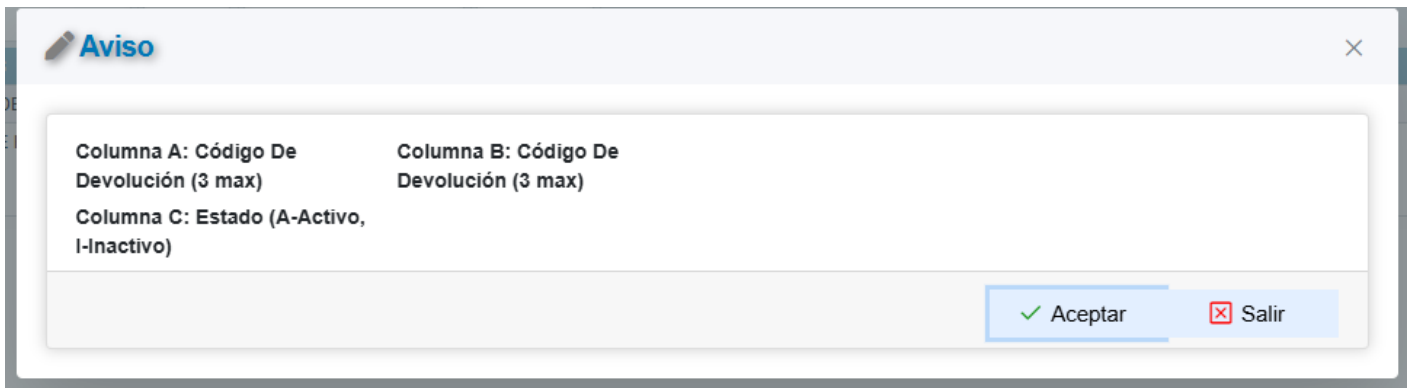 Aviso
Columna A: Código De
Devolución (3 max)
Columna B: Código De
Devolución (3 max)
Columna C: Estado (A-Activo,
I-Inactivo)
Aceptar
Salir